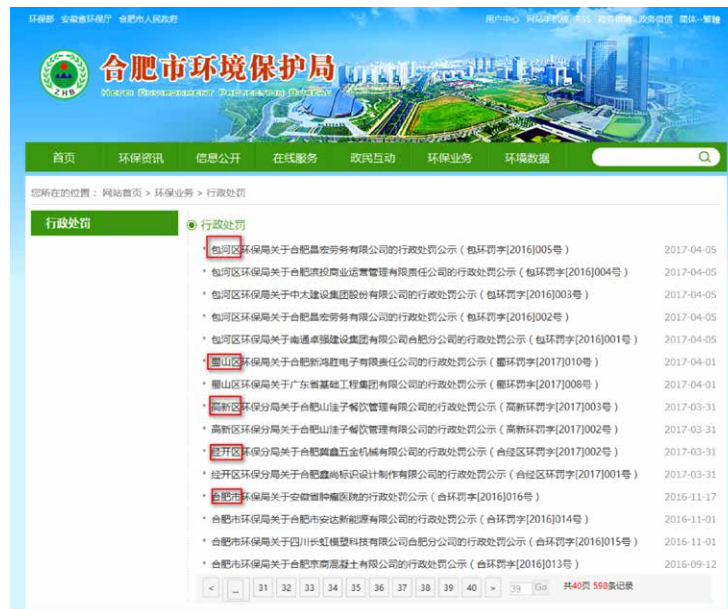 环保部 安徽省环保厅 合肥市人民政府
用户中心 网站手机版 RSS 政务微博 政务微信 简体--繁體
合肥市环境保护局
HEFEI ENVIRONMENT PROTECTION BUREAU
ZHB
首页 环保资讯 信息公开 在线服务 政民互动 环保业务 环境数据
您所在的位置： 网站首页 > 环保业务 > 行政处罚
行政处罚
行政处罚
包河区环保局关于合肥昌宏劳务有限公司的行政处罚公示（包环罚字[2016]005号） 2017-04-05
包河区环保局关于合肥滨投商业运营管理有限责任公司的行政处罚公示（包环罚字[2016]004号） 2017-04-05
包河区环保局关于中太建设集团股份有限公司的行政处罚公示（包环罚字[2016]003号） 2017-04-05
包河区环保局关于合肥昌宏劳务有限公司的行政处罚公示（包环罚字[2016]002号） 2017-04-05
包河区环保局关于南通卓强建设集团有限公司合肥分公司的行政处罚公示（包环罚字[2016]001号） 2017-04-05
蜀山区环保局关于合肥新鸿胜电子有限责任公司的行政处罚公示（蜀环罚字[2017]010号） 2017-04-01
蜀山区环保局关于广东省基础工程集团有限公司的行政处罚公示（蜀环罚字[2017]008号） 2017-04-01
高新区环保分局关于合肥山洼子餐饮管理有限公司的行政处罚公示（高新环罚字[2017]003号） 2017-03-31
高新区环保分局关于合肥山洼子餐饮管理有限公司的行政处罚公示（高新环罚字[2017]002号） 2017-03-31
经开区环保分局关于合肥冀鑫五金机械有限公司的行政处罚公示（合经区环罚字[2017]002号） 2017-03-31
经开区环保分局关于合肥鑫尚标识设计制作有限公司的行政处罚公示（合经区环罚字[2017]001号） 2017-03-31
合肥市环保局关于安徽省肿瘤医院的行政处罚公示（合环罚字[2016]016号） 2016-11-17
合肥市环保局关于合肥市安达新能源有限公司的行政处罚公示（合环罚字[2016]014号） 2016-11-01
合肥市环保局关于四川长虹模塑科技有限公司合肥分公司的行政处罚公示（合环罚字[2016]015号） 2016-11-01
合肥市环保局关于合肥京商混凝土有限公司的行政处罚公示（合环罚字[2016]013号） 2016-09-12
< ... 31 32 33 34 35 36 37 38 39 40 > 39 Go 共40页 598条记录